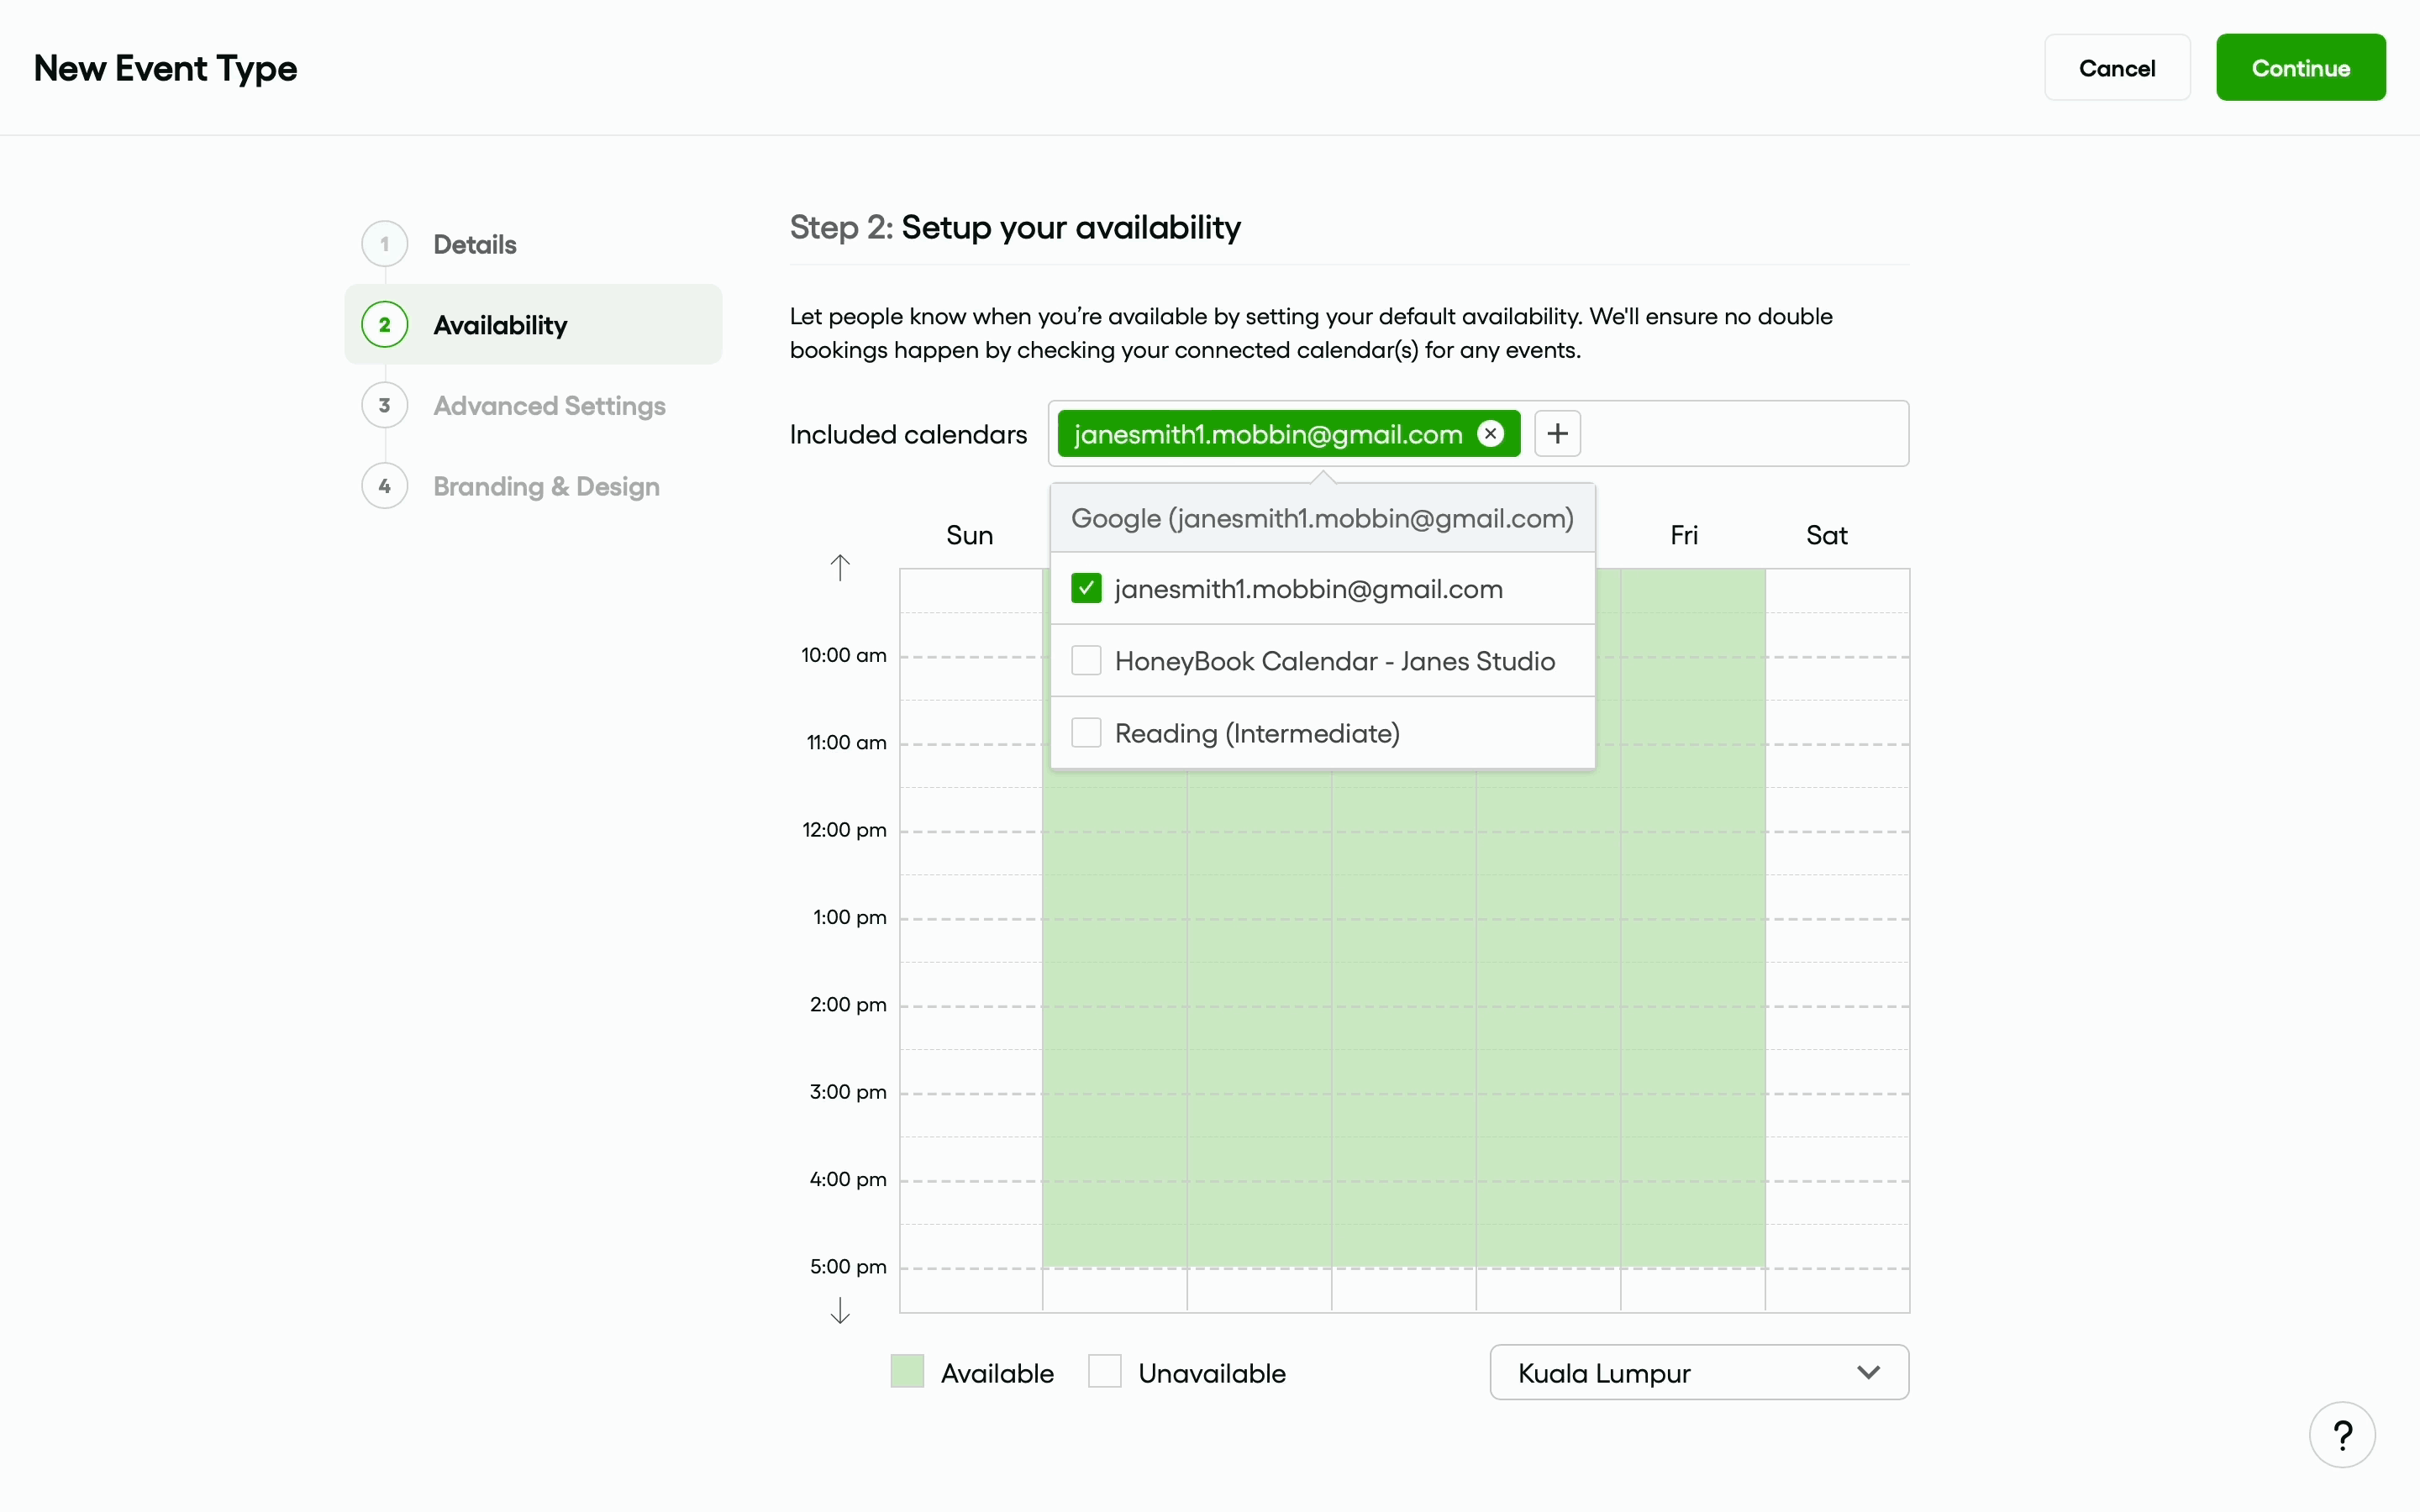 New Event Type
Cancel
Continue
1 Details
2 Availability
3 Advanced Settings
4 Branding & Design
Step 2: Setup your availability
Let people know when you’re available by setting your default availability. We'll ensure no double
bookings happen by checking your connected calendar(s) for any events.
Included calendars
janesmith1.mobbin@gmail.com
Google (janesmith1.mobbin@gmail.com)
janesmith1.mobbin@gmail.com
HoneyBook Calendar - Janes Studio
Reading (Intermediate)
Sun
Fri
Sat
10:00 am
11:00 am
12:00 pm
1:00 pm
2:00 pm
3:00 pm
4:00 pm
5:00 pm
Available
Unavailable
Kuala Lumpur
?